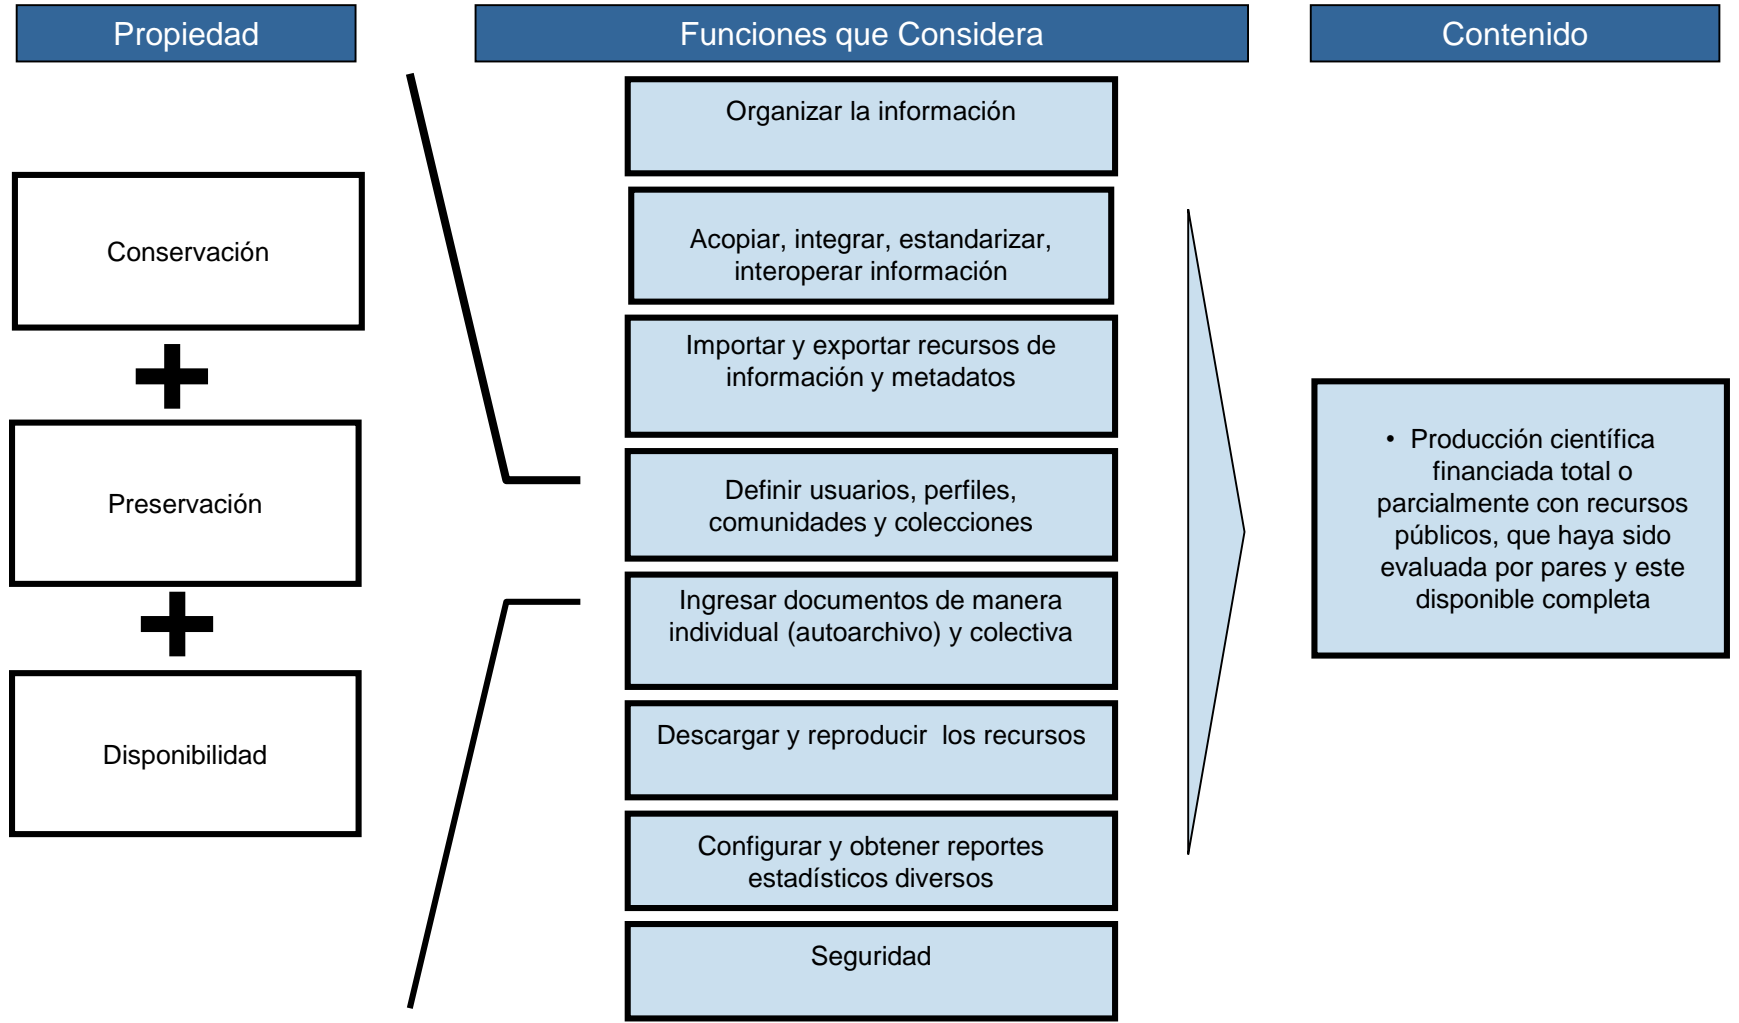 Propiedad
Funciones que Considera
Contenido
Conservación
Preservación
Disponibilidad
Organizar la información
Acopiar, integrar, estandarizar,
interoperar información
Importar y exportar recursos de
información y metadatos
Definir usuarios, perfiles,
comunidades y colecciones
Ingresar documentos de manera
individual (autoarchivo) y colectiva
Descargar y reproducir los recursos
Configurar y obtener reportes
estadísticos diversos
Seguridad
• Producción científica
financiada total o
parcialmente con recursos
públicos, que haya sido
evaluada por pares y este
disponible completa